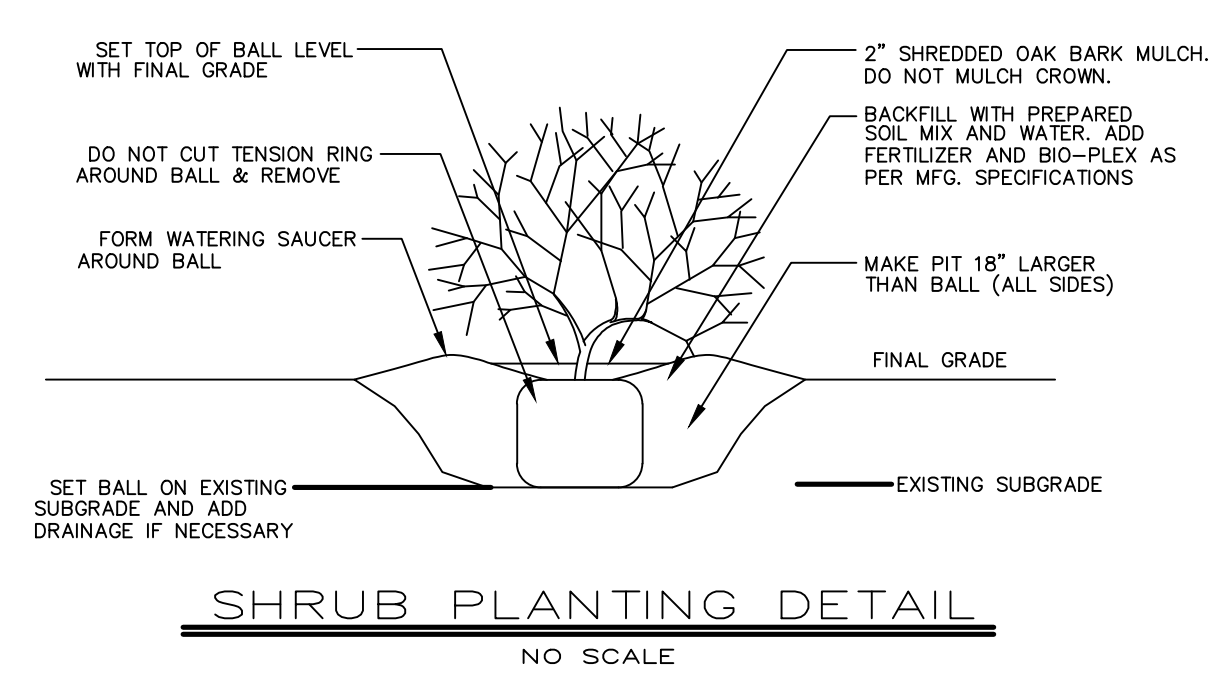 SET TOP OF BALL LEVEL
WITH FINAL GRADE
DO NOT CUT TENSION RING
AROUND BALL & REMOVE
FORM WATERING SAUCER
AROUND BALL
SET BALL ON EXISTING
SUBGRADE AND ADD
DRAINAGE IF NECESSARY
2” SHREDDED OAK BARK MULCH.
DO NOT MULCH CROWN.
BACKFILL WITH PREPARED
SOIL MIX AND WATER. ADD
FERTILIZER AND BIO-PLEX AS
PER MFG. SPECIFICATIONS
MAKE PIT 18” LARGER
THAN BALL (ALL SIDES)
FINAL GRADE
EXISTING SUBGRADE
SHRUB PLANTING DETAIL
NO SCALE